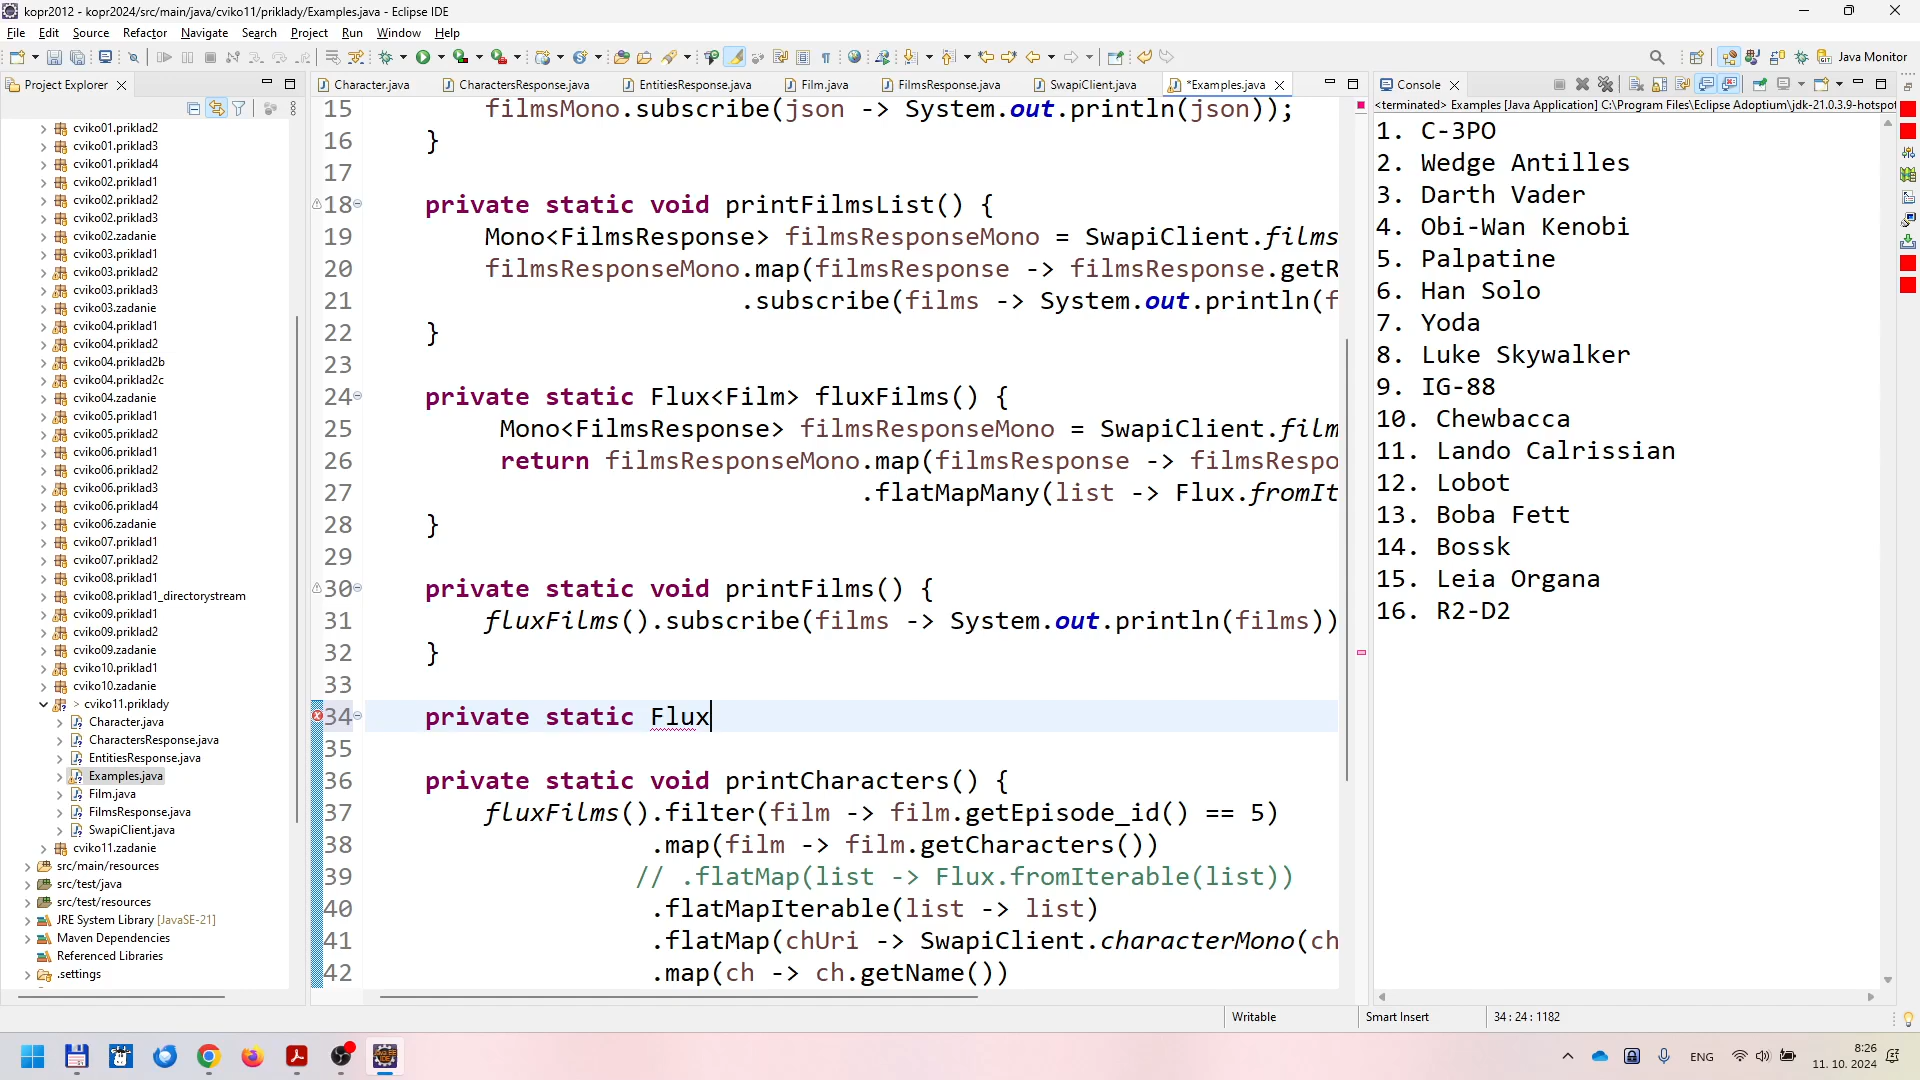 kopr2012 - kopr2024/src/main/java/cviko11/priklady/Examples.java - Eclipse IDE
File Edit Source Refactor Navigate Search Project Run Window Help
Java Monitor
Project Explorer
cviko01.priklad2
cviko01.priklad3
cviko01.priklad4
cviko02.priklad1
cviko02.priklad2
cviko02.priklad3
cviko02.zadanie
cviko03.priklad1
cviko03.priklad2
cviko03.priklad3
cviko03.zadanie
cviko04.priklad1
cviko04.priklad2
cviko04.priklad2b
cviko04.priklad2c
cviko04.zadanie
cviko05.priklad1
cviko05.priklad2
cviko06.priklad1
cviko06.priklad2
cviko06.priklad3
cviko06.priklad4
cviko06.zadanie
cviko07.priklad1
cviko07.priklad2
cviko08.priklad1
cviko08.priklad1_directorystream
cviko09.priklad1
cviko09.priklad2
cviko09.zadanie
cviko10.priklad1
cviko10.zadanie
> cviko11.priklady
Character.java
CharactersResponse.java
EntitiesResponse.java
Examples.java
Film.java
FilmsResponse.java
SwapiClient.java
cviko11.zadanie
src/main/resources
src/test/java
src/test/resources
JRE System Library [JavaSE-21]
Maven Dependencies
Referenced Libraries
.settings
Character.java CharactersResponse.java EntitiesResponse.java Film.java FilmsResponse.java SwapiClient.java *Examples.java
15 filmsMono.subscribe(json -> System.out.println(json));
16 }
17
18 private static void printFilmsList() {
19 Mono<FilmsResponse> filmsResponseMono = SwapiClient.films
20 filmsResponseMono.map(filmsResponse -> filmsResponse.getR
21 .subscribe(films -> System.out.println(f
22 }
23
24 private static Flux<Film> fluxFilms() {
25 Mono<FilmsResponse> filmsResponseMono = SwapiClient.film
26 return filmsResponseMono.map(filmsResponse -> filmsRespo
27 .flatMapMany(list -> Flux.fromIt
28 }
29
30 private static void printFilms() {
31 fluxFilms().subscribe(films -> System.out.println(films))
32 }
33
34 private static Flux
35
36 private static void printCharacters() {
37 fluxFilms().filter(film -> film.getEpisode_id() == 5)
38 .map(film -> film.getCharacters())
39 // .flatMap(list -> Flux.fromIterable(list))
40 .flatMapIterable(list -> list)
41 .flatMap(chUri -> SwapiClient.characterMono(ch
42 .map(ch -> ch.getName())
Console
<terminated> Examples [Java Application] C:\Program Files\Eclipse Adoptium\jdk-21.0.3.9-hotspot
1. C-3PO
2. Wedge Antilles
3. Darth Vader
4. Obi-Wan Kenobi
5. Palpatine
6. Han Solo
7. Yoda
8. Luke Skywalker
9. IG-88
10. Chewbacca
11. Lando Calrissian
12. Lobot
13. Boba Fett
14. Bossk
15. Leia Organa
16. R2-D2
Writable Smart Insert 34 : 24 : 1182
ENG
8:26
11. 10. 2024